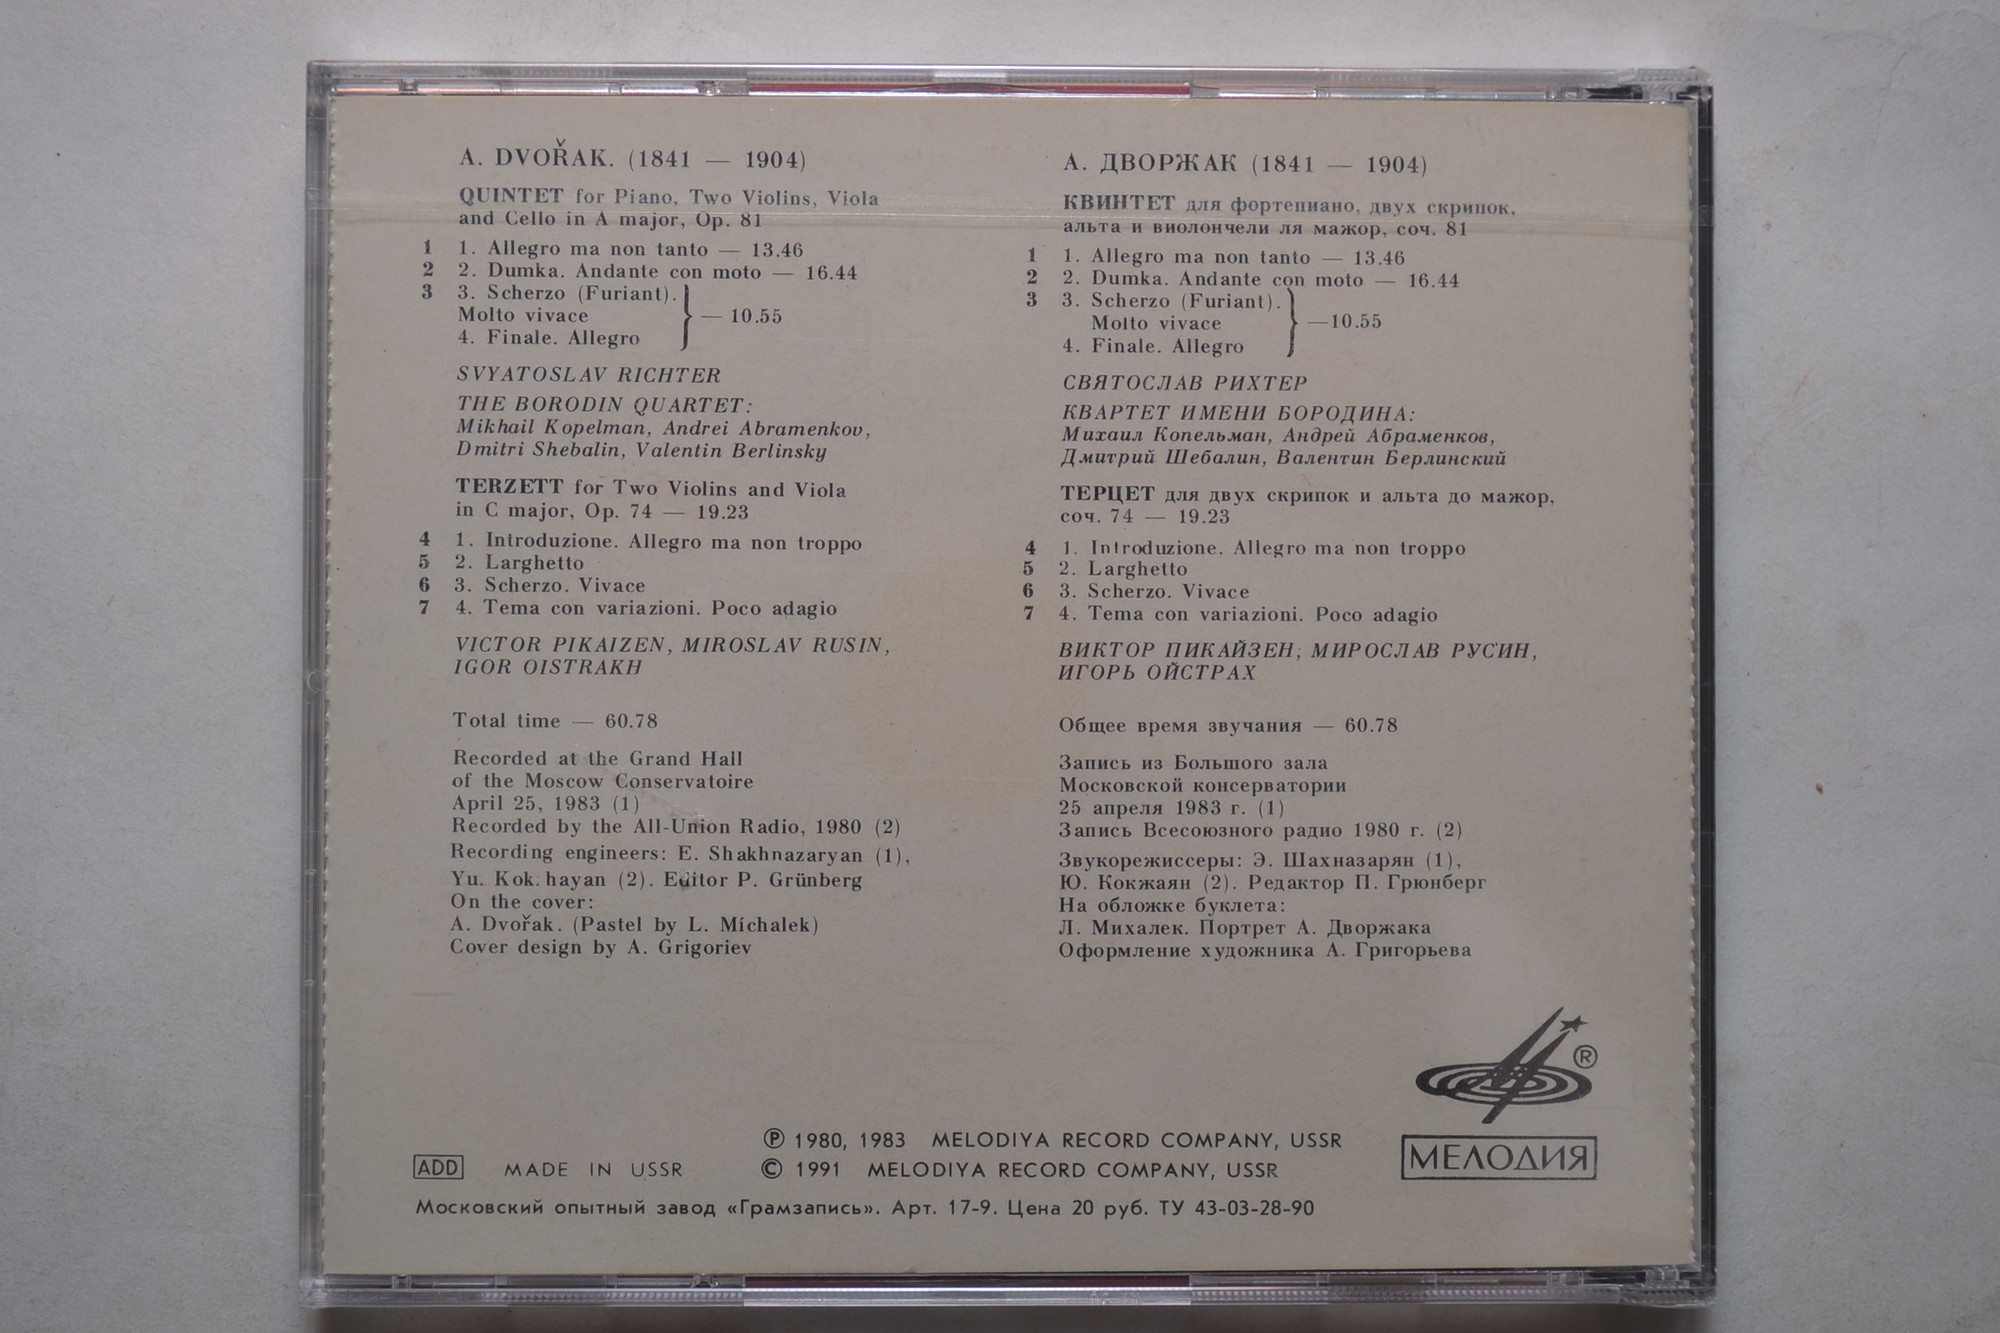 A. DVOŘAK. (1841 — 1904)
QUINTET for Piano, Two Violins, Viola
and Cello in A major, Op. 81
1 1. Allegro ma non tanto — 13.46
2 2. Dumka. Andante con moto — 16.44
3 3. Scherzo (Furiant).
Molto vivace — 10.55
4. Finale. Allegro
SVYATOSLAV RICHTER
THE BORODIN QUARTET:
Mikhail Kopelman, Andrei Abramenkov,
Dmitri Shebalin, Valentin Berlinsky
TERZETT for Two Violins and Viola
in C major, Op. 74 — 19.23
4 1. Introduzione. Allegro ma non troppo
5 2. Larghetto
6 3. Scherzo. Vivace
7 4. Tema con variazioni. Poco adagio
VICTOR PIKAIZEN, MIROSLAV RUSIN,
IGOR OISTRAKH
Total time — 60.78
Recorded at the Grand Hall
of the Moscow Conservatoire
April 25, 1983 (1)
Recorded by the All-Union Radio, 1980 (2)
Recording engineers: E. Shakhnazaryan (1),
Yu. (2). Editor P. Grünberg
On the cover:
A. Dvořak. (Pastel by L. Míchalek)
Cover design by A. Grigoriev
А. ДВОРЖАК (1841 — 1904)
КВИНТЕТ для фортепиано, двух скрипок,
альта и виолончели ля мажор, соч. 81
1 1. Allegro ma non tanto — 13.46
2 2. Dumka. Andante con moto — 16.44
3 3. Scherzo (Furiant).
Molto vivace —10.55
4. Finale. Allegro
СВЯТОСЛАВ РИХТЕР
КВАРТЕТ ИМЕНИ БОРОДИНА:
Михаил Копельман, Андрей Абраменков,
Дмитрий Шебалин, Валентин Берлинский
ТЕРЦЕТ для двух скрипок и альта до мажор,
соч. 74 — 19.23
4 1. Introduzione. Allegro ma non troppo
5 2. Larghetto
6 3. Scherzo. Vivace
7 4. Tema con variazioni. Poco adagio
ВИКТОР ПИКАЙЗЕН, МИРОСЛАВ РУСИН,
ИГОРЬ ОЙСТРАХ
Общее время звучания — 60.78
Запись из Большого зала
Московской консерватории
25 апреля 1983 г. (1)
Запись Всесоюзного радио 1980 г. (2)
Звукорежиссеры: Э. Шахназарян (1),
Ю. Кокжаян (2). Редактор П. Грюнберг
На обложке буклета:
Л. Михалек. Портрет А. Дворжака
Оформление художника А. Григорьева
®
МЕЛОДИЯ
℗ 1980, 1983 MELODIYA RECORD COMPANY, USSR
ADD MADE IN USSR © 1991 MELODIYA RECORD COMPANY, USSR
Московский опытный завод «Грамзапись». Арт. 17-9. Цена 20 руб. ТУ 43-03-28-90